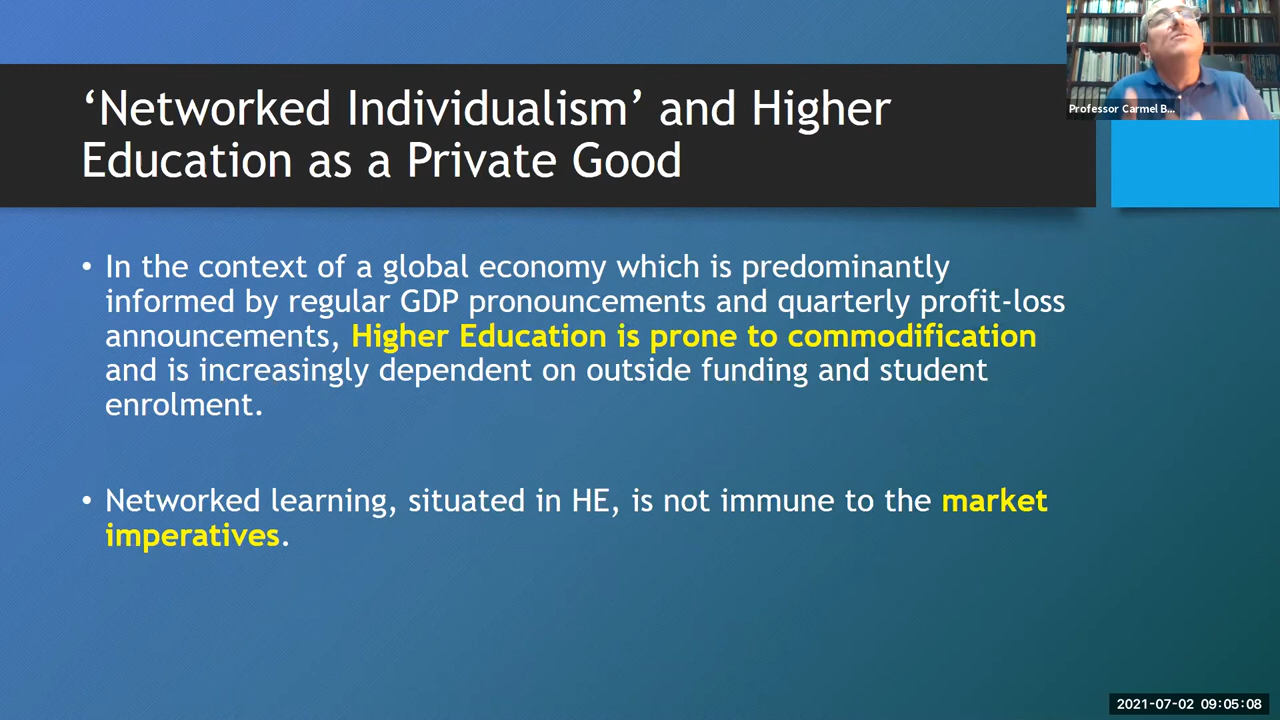 ‘Networked Individualism’ and Higher
Education as a Private Good
Professor Carmel B...
• In the context of a global economy which is predominantly
informed by regular GDP pronouncements and quarterly profit-loss
announcements, Higher Education is prone to commodification
and is increasingly dependent on outside funding and student
enrolment.
• Networked learning, situated in HE, is not immune to the market
imperatives.
2021-07-02 09:05:08